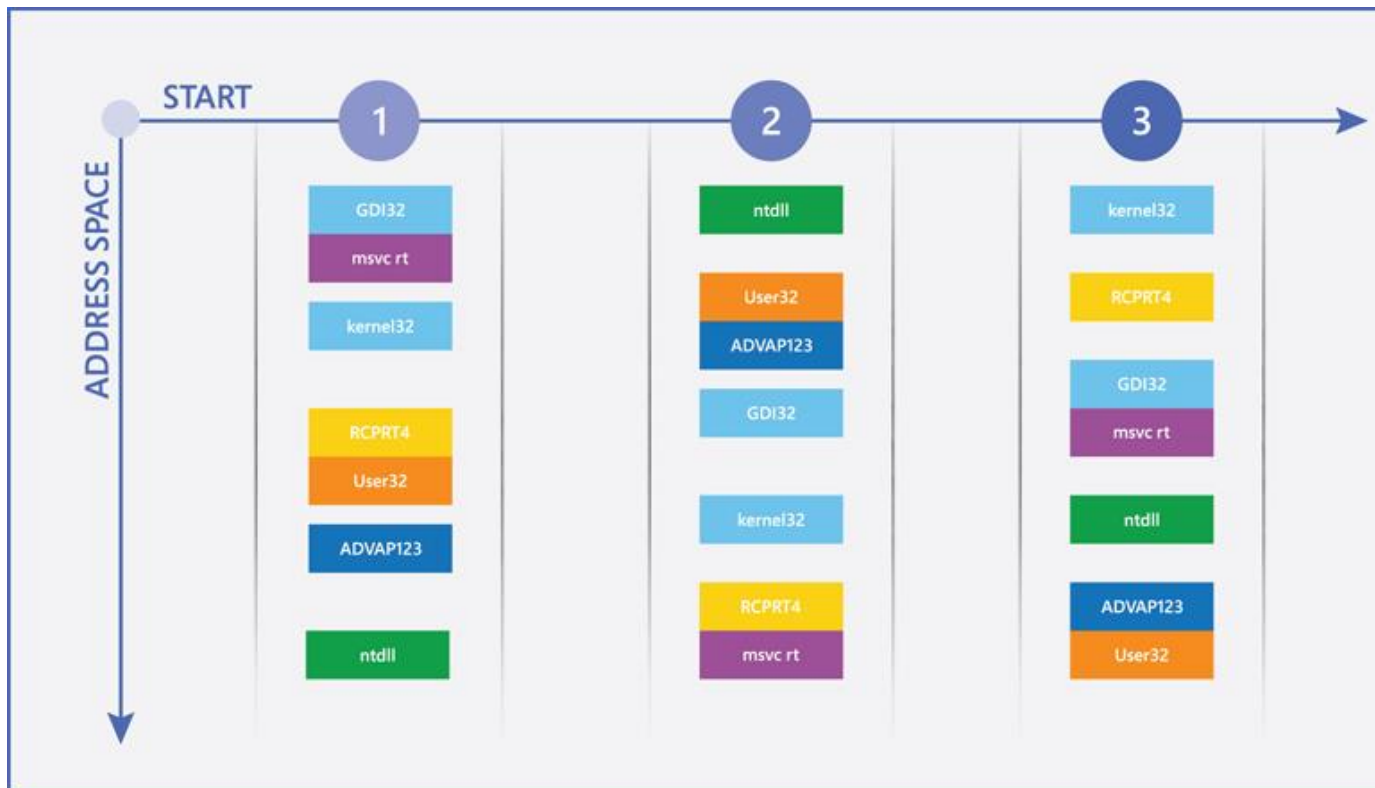 START
1
2
3
ADDRESS SPACE
GDI32
msvc rt
kernel32
RCPRT4
User32
ADVAP123
ntdll
ntdll
User32
ADVAP123
GDI32
kernel32
RCPRT4
msvc rt
kernel32
RCPRT4
GDI32
msvc rt
ntdll
ADVAP123
User32